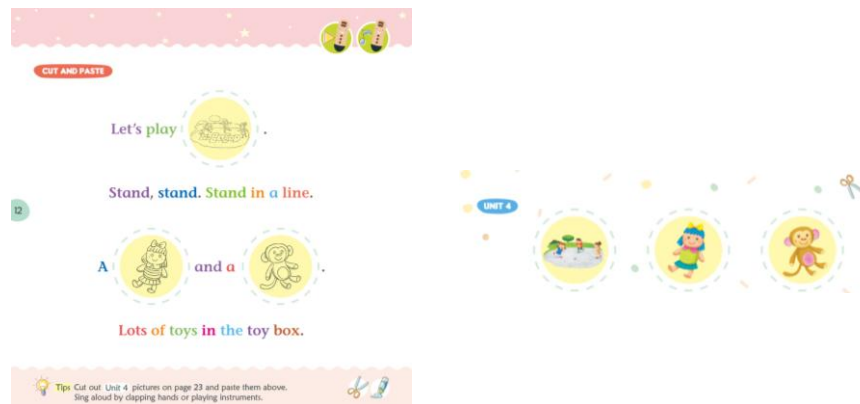 CUT AND PASTE
Let's play .
Stand, stand. Stand in a line.
12
A and a .
Lots of toys in the toy box.
Tips Cut out Unit 4 pictures on page 23 and paste them above.
Sing aloud by clapping hands or playing instruments.
UNIT 4